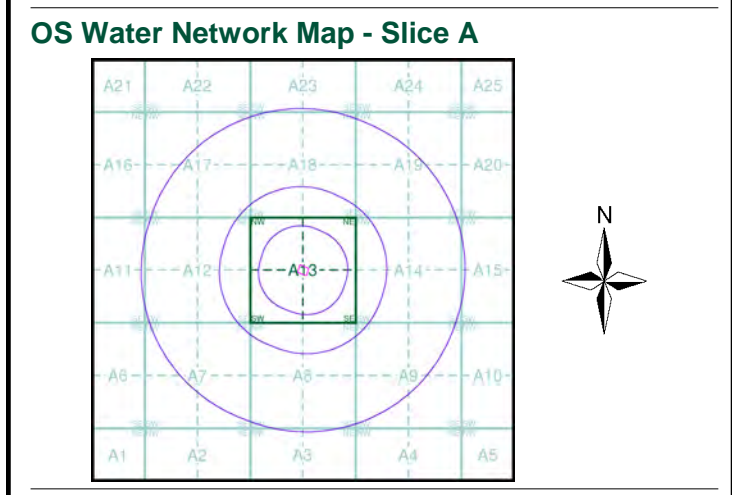 OS Water Network Map - Slice A
A21 A22 A23 A24 A25
A16 A17 A18 A19 A20
N
NW NE
A11 A12 A13 A14 A15
SW SE
A6 A7 A8 A9 A10
A1 A2 A3 A4 A5